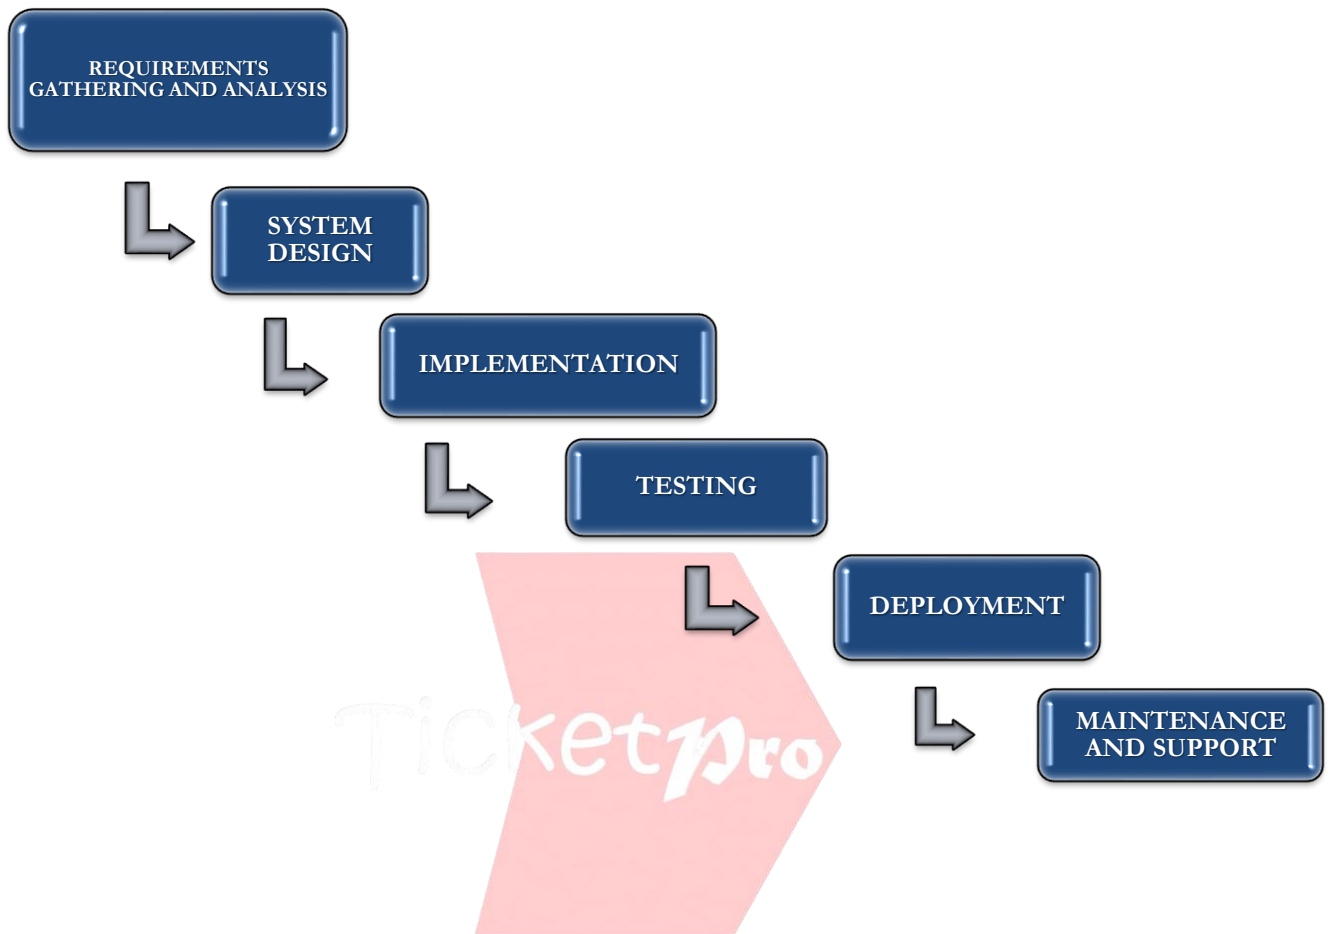 REQUIREMENTS
GATHERING AND ANALYSIS
SYSTEM
DESIGN
IMPLEMENTATION
TESTING
DEPLOYMENT
Ticketpro
MAINTENANCE
AND SUPPORT